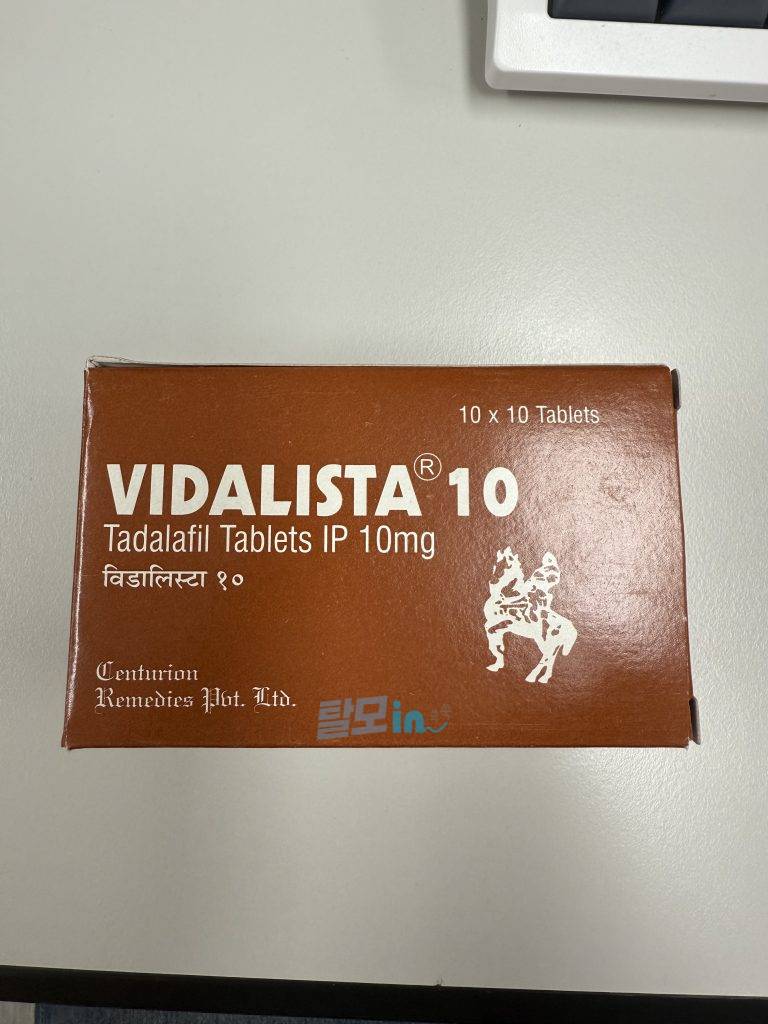 10 x 10 Tablets
VIDALISTA® 10
Tadalafil Tablets IP 10mg
विडालिस्टा १०
Centurion
Remedies Pvt. Ltd.
탈모in